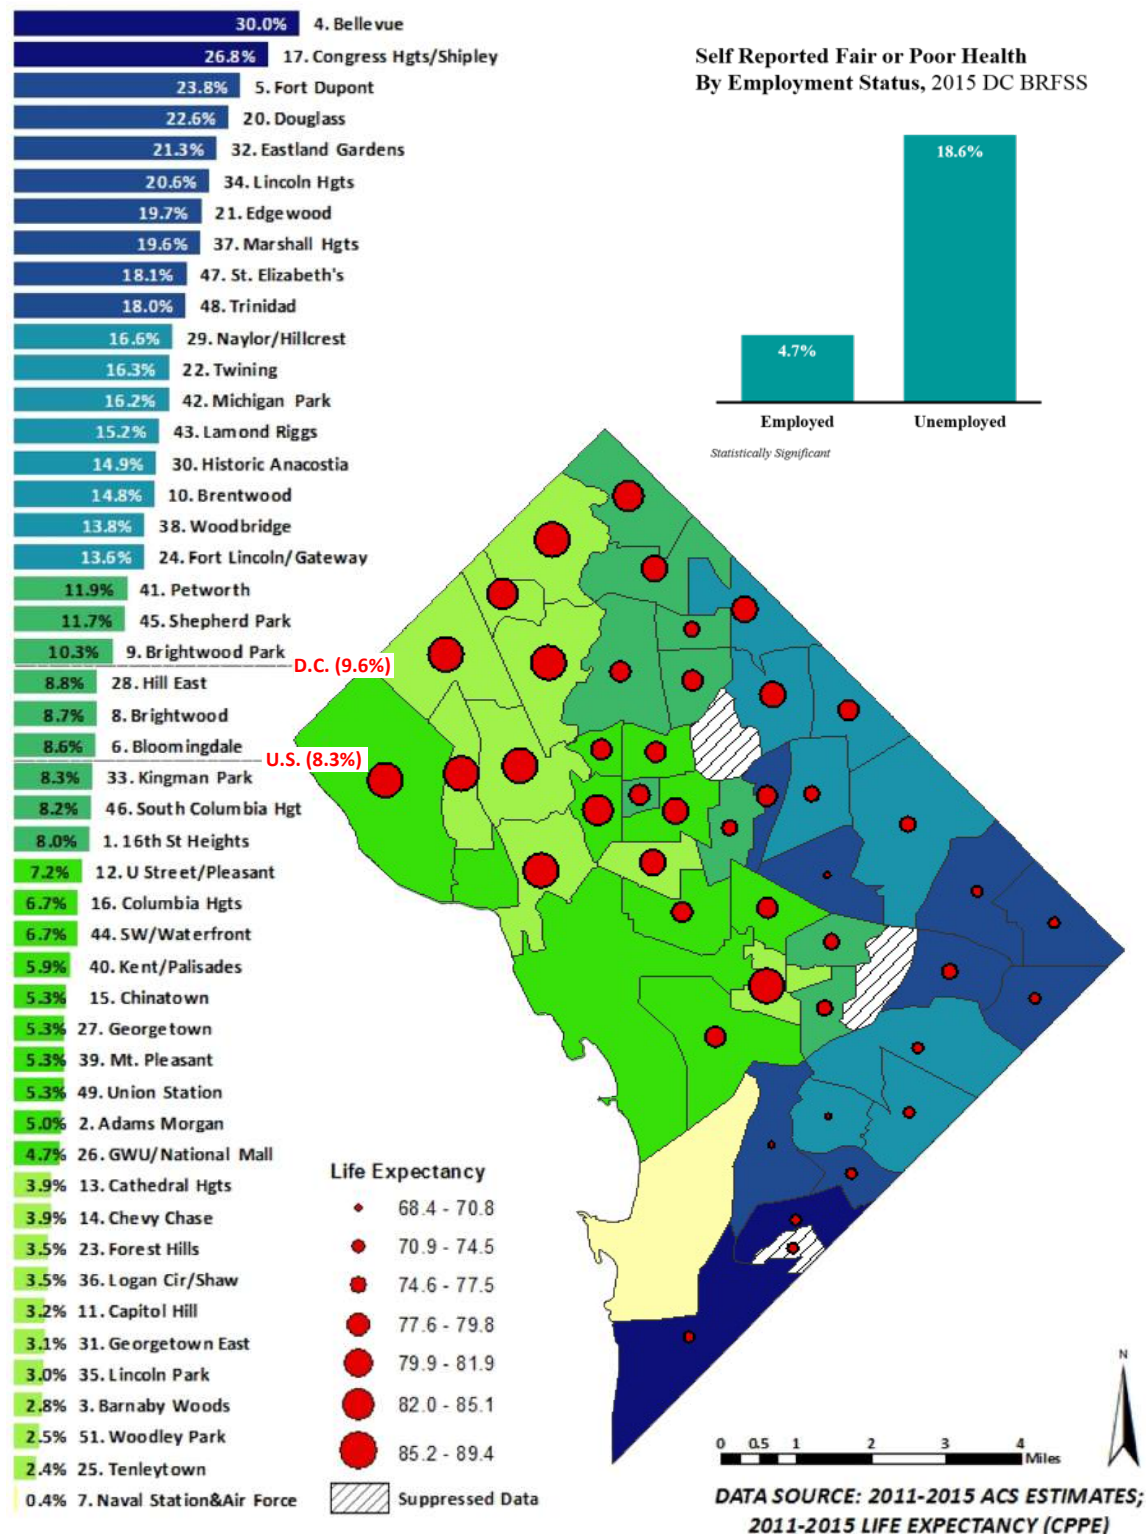 30.0% 4. Bellevue
26.8% 17. Congress Hgts/Shipley
23.8% 5. Fort Dupont
22.6% 20. Douglass
21.3% 32. Eastland Gardens
20.6% 34. Lincoln Hgts
19.7% 21. Edgewood
19.6% 37. Marshall Hgts
18.1% 47. St. Elizabeth's
18.0% 48. Trinidad
16.6% 29. Naylor/Hillcrest
16.3% 22. Twining
16.2% 42. Michigan Park
15.2% 43. Lamond Riggs
14.9% 30. Historic Anacostia
14.8% 10. Brentwood
13.8% 38. Woodbridge
13.6% 24. Fort Lincoln/Gateway
11.9% 41. Petworth
11.7% 45. Shepherd Park
10.3% 9. Brightwood Park
D.C. (9.6%)
8.8% 28. Hill East
8.7% 8. Brightwood
8.6% 6. Bloomingdale
U.S. (8.3%)
8.3% 33. Kingman Park
8.2% 46. South Columbia Hgt
8.0% 1. 16th St Heights
7.2% 12. U Street/Pleasant
6.7% 16. Columbia Hgts
6.7% 44. SW/Waterfront
5.9% 40. Kent/Palisades
5.3% 15. Chinatown
5.3% 27. Georgetown
5.3% 39. Mt. Pleasant
5.3% 49. Union Station
5.0% 2. Adams Morgan
4.7% 26. GWU/National Mall
3.9% 13. Cathedral Hgts
3.9% 14. Chevy Chase
3.5% 23. Forest Hills
3.5% 36. Logan Cir/Shaw
3.2% 11. Capitol Hill
3.1% 31. Georgetown East
3.0% 35. Lincoln Park
2.8% 3. Barnaby Woods
2.5% 51. Woodley Park
2.4% 25. Tenleytown
0.4% 7. Naval Station&Air Force
Self Reported Fair or Poor Health
By Employment Status, 2015 DC BRFSS
18.6%
4.7%
Employed Unemployed
Statistically Significant
Life Expectancy
68.4 - 70.8
70.9 - 74.5
74.6 - 77.5
77.6 - 79.8
79.9 - 81.9
82.0 - 85.1
85.2 - 89.4
Suppressed Data
N
0 0.5 1 2 3 4
Miles
DATA SOURCE: 2011-2015 ACS ESTIMATES;
2011-2015 LIFE EXPECTANCY (CPPE)